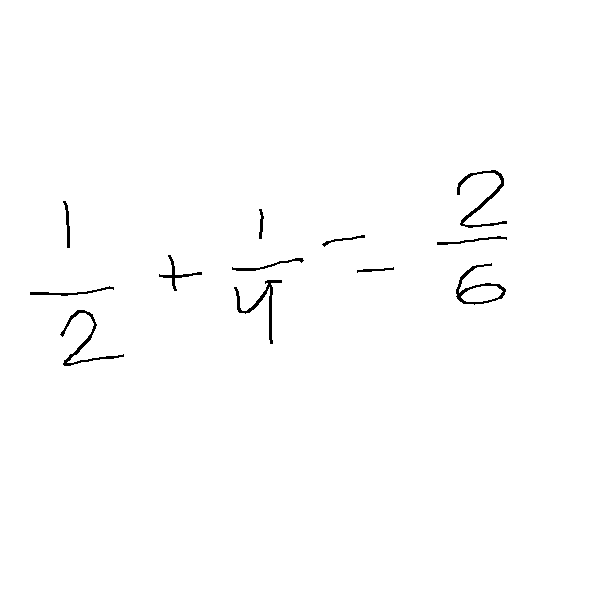 1/2 + 1/4 = 2/6